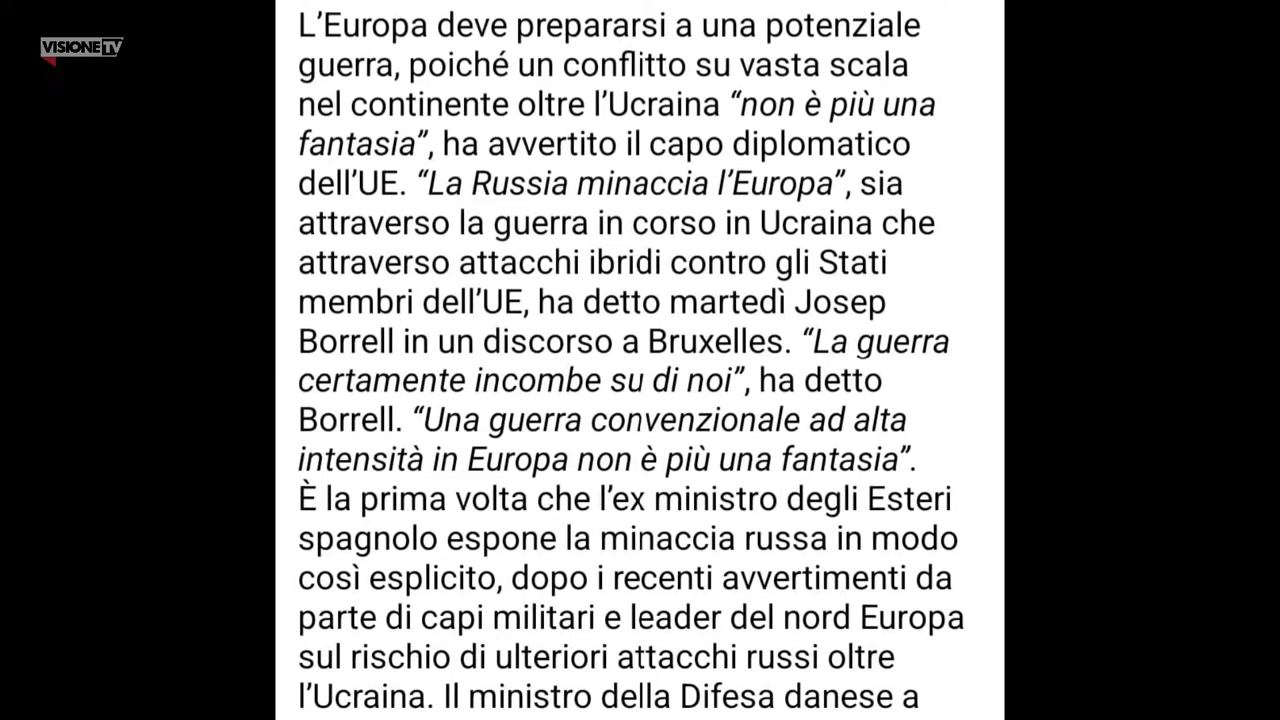 VISIONE TV
L’Europa deve prepararsi a una potenziale
guerra, poiché un conflitto su vasta scala
nel continente oltre l’Ucraina “non è più una
fantasia”, ha avvertito il capo diplomatico
dell’UE. “La Russia minaccia l’Europa”, sia
attraverso la guerra in corso in Ucraina che
attraverso attacchi ibridi contro gli Stati
membri dell’UE, ha detto martedì Josep
Borrell in un discorso a Bruxelles. “La guerra
certamente incombe su di noi”, ha detto
Borrell. “Una guerra convenzionale ad alta
intensità in Europa non è più una fantasia”.
È la prima volta che l’ex ministro degli Esteri
spagnolo espone la minaccia russa in modo
così esplicito, dopo i recenti avvertimenti da
parte di capi militari e leader del nord Europa
sul rischio di ulteriori attacchi russi oltre
l’Ucraina. Il ministro della Difesa danese a